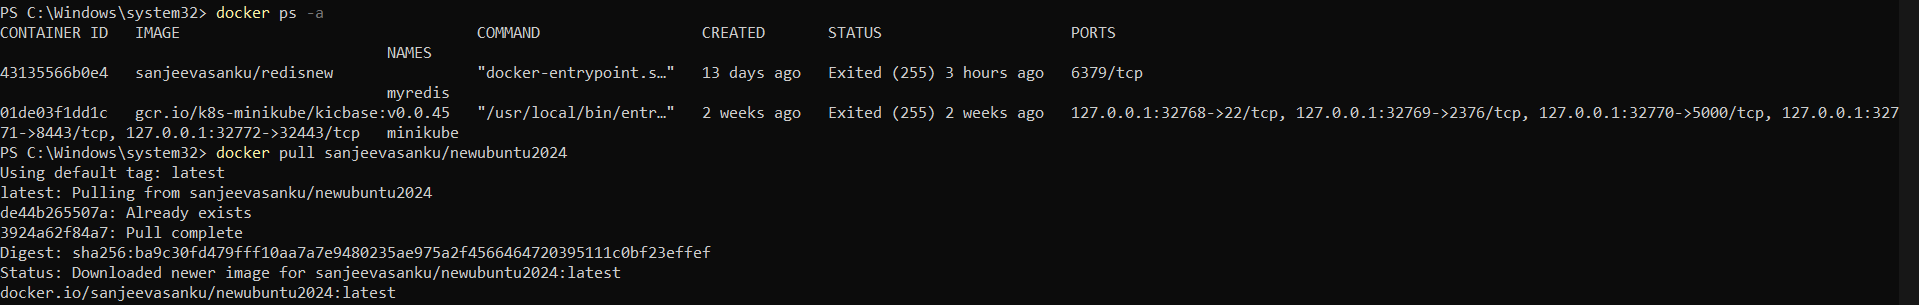 PS C:\Windows\system32> docker ps -a
CONTAINER ID   IMAGE                                 COMMAND                  CREATED       STATUS                     PORTS
                                           NAMES
43135566b0e4   sanjeevasanku/redisnew                "docker-entrypoint.s…"   13 days ago   Exited (255) 3 hours ago   6379/tcp
                                           myredis
01de03f1dd1c   gcr.io/k8s-minikube/kicbase:v0.0.45   "/usr/local/bin/entr…"   2 weeks ago   Exited (255) 2 weeks ago   127.0.0.1:32768->22/tcp, 127.0.0.1:32769->2376/tcp, 127.0.0.1:32770->5000/tcp, 127.0.0.1:327
71->8443/tcp, 127.0.0.1:32772->32443/tcp   minikube
PS C:\Windows\system32> docker pull sanjeevasanku/newubuntu2024
Using default tag: latest
latest: Pulling from sanjeevasanku/newubuntu2024
de44b265507a: Already exists
3924a62f84a7: Pull complete
Digest: sha256:ba9c30fd479fff10aa7a7e9480235ae975a2f4566464720395111c0bf23effef
Status: Downloaded newer image for sanjeevasanku/newubuntu2024:latest
docker.io/sanjeevasanku/newubuntu2024:latest